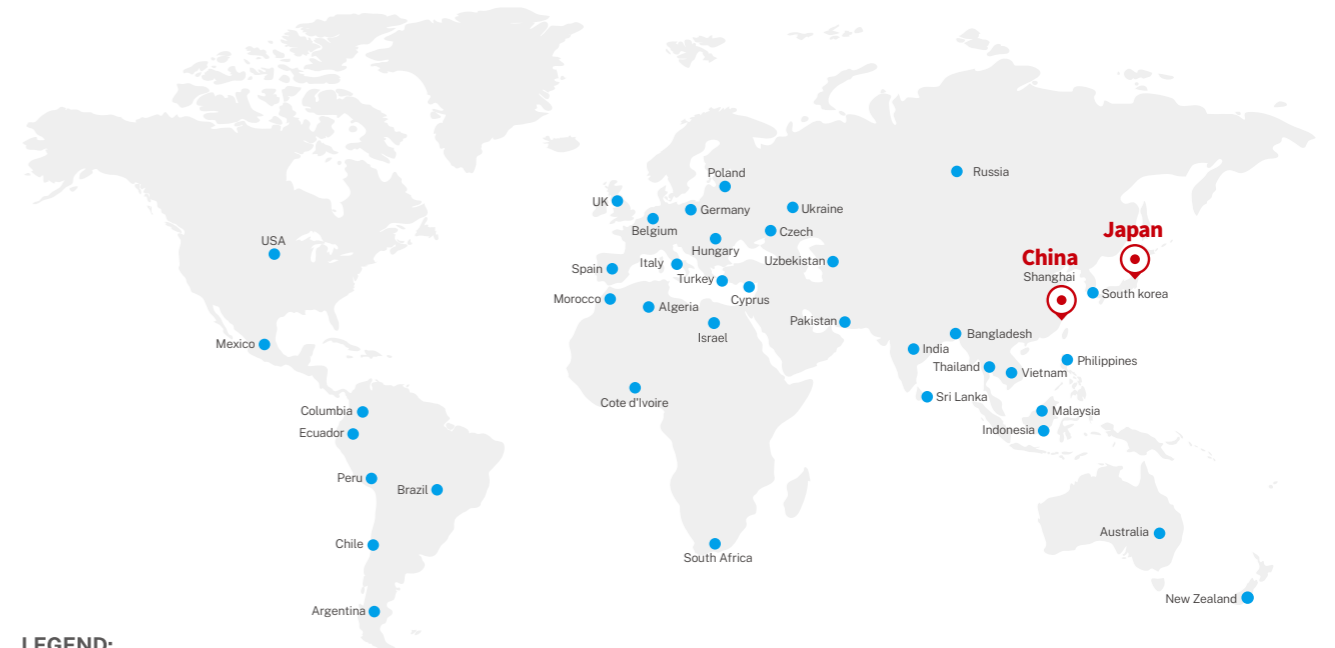 Poland
Russia
UK
Germany
Ukraine
Belgium
Czech
Japan
USA
Hungary
China
Italy
Uzbekistan
Spain
Shanghai
Turkey
South korea
Morocco
Cyprus
Algeria
Pakistan
Israel
Bangladesh
Mexico
India
Philippines
Thailand
Vietnam
Sri Lanka
Cote d'Ivoire
Columbia
Malaysia
Ecuador
Indonesia
Peru
Brazil
Australia
Chile
South Africa
New Zealand
Argentina
LEGEND: